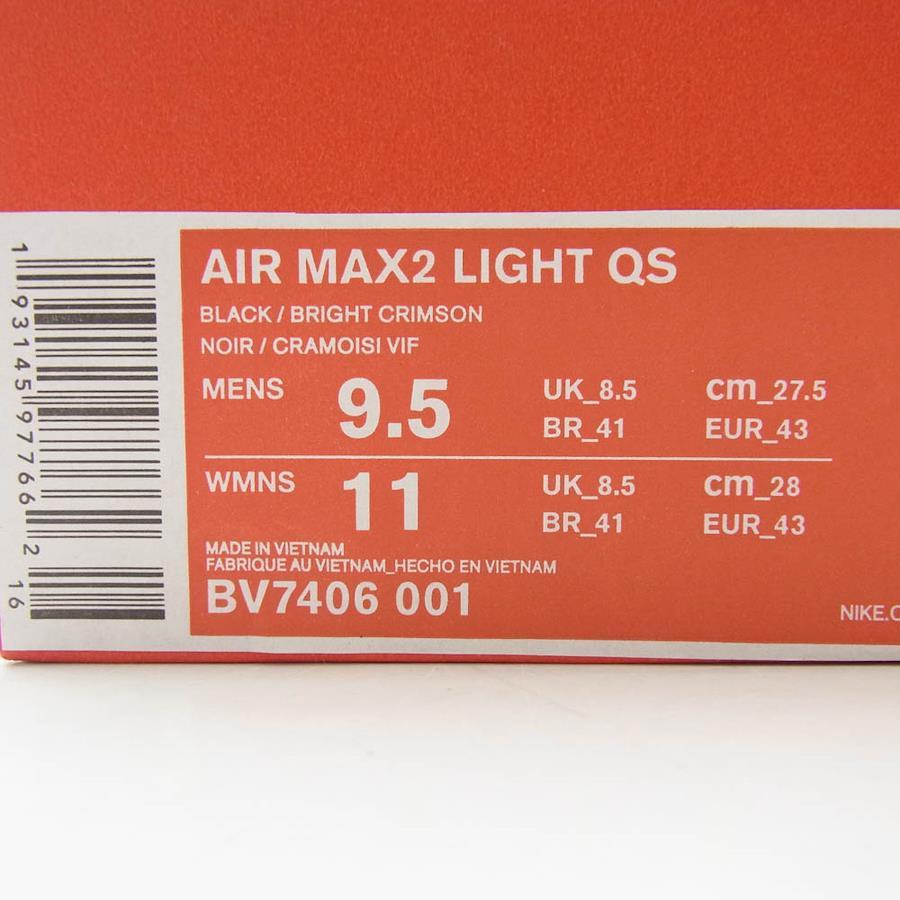 AIR MAX2 LIGHT QS
BLACK / BRIGHT CRIMSON
NOIR / CRAMOISI VIF
MENS 9.5 UK_8.5 cm_27.5
BR_41 EUR_43
WMNS 11 UK_8.5 cm_28
BR_41 EUR_43
MADE IN VIETNAM
FABRIQUE AU VIETNAM_HECHO EN VIETNAM
BV7406 001
NIKE.C
1 93145 97766 2 16